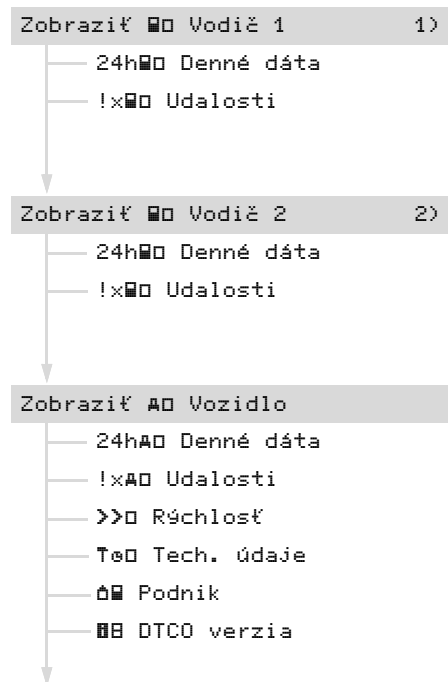 Zobraziť Vodič 1 1)
24h Denné dáta
!x Udalosti
Zobraziť Vodič 2 2)
24h Denné dáta
!x Udalosti
Zobraziť Vozidlo
24h Denné dáta
!x Udalosti
>> Rýchlosť
Tech. údaje
Podnik
DTCO verzia